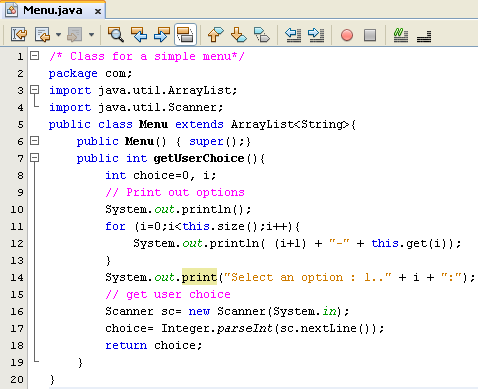 Menu.java x
1 /* Class for a simple menu*/
2 package com;
3 import java.util.ArrayList;
4 import java.util.Scanner;
5 public class Menu extends ArrayList<String>{
6 public Menu() { super();}
7 public int getUserChoice(){
8 int choice=0, i;
9 // Print out options
10 System.out.println();
11 for (i=0;i<this.size();i++){
12 System.out.println( (i+1) + "-" + this.get(i));
13 }
14 System.out.print("Select an option : 1.." + i + ":");
15 // get user choice
16 Scanner sc= new Scanner(System.in);
17 choice= Integer.parseInt(sc.nextLine());
18 return choice;
19 }
20 }